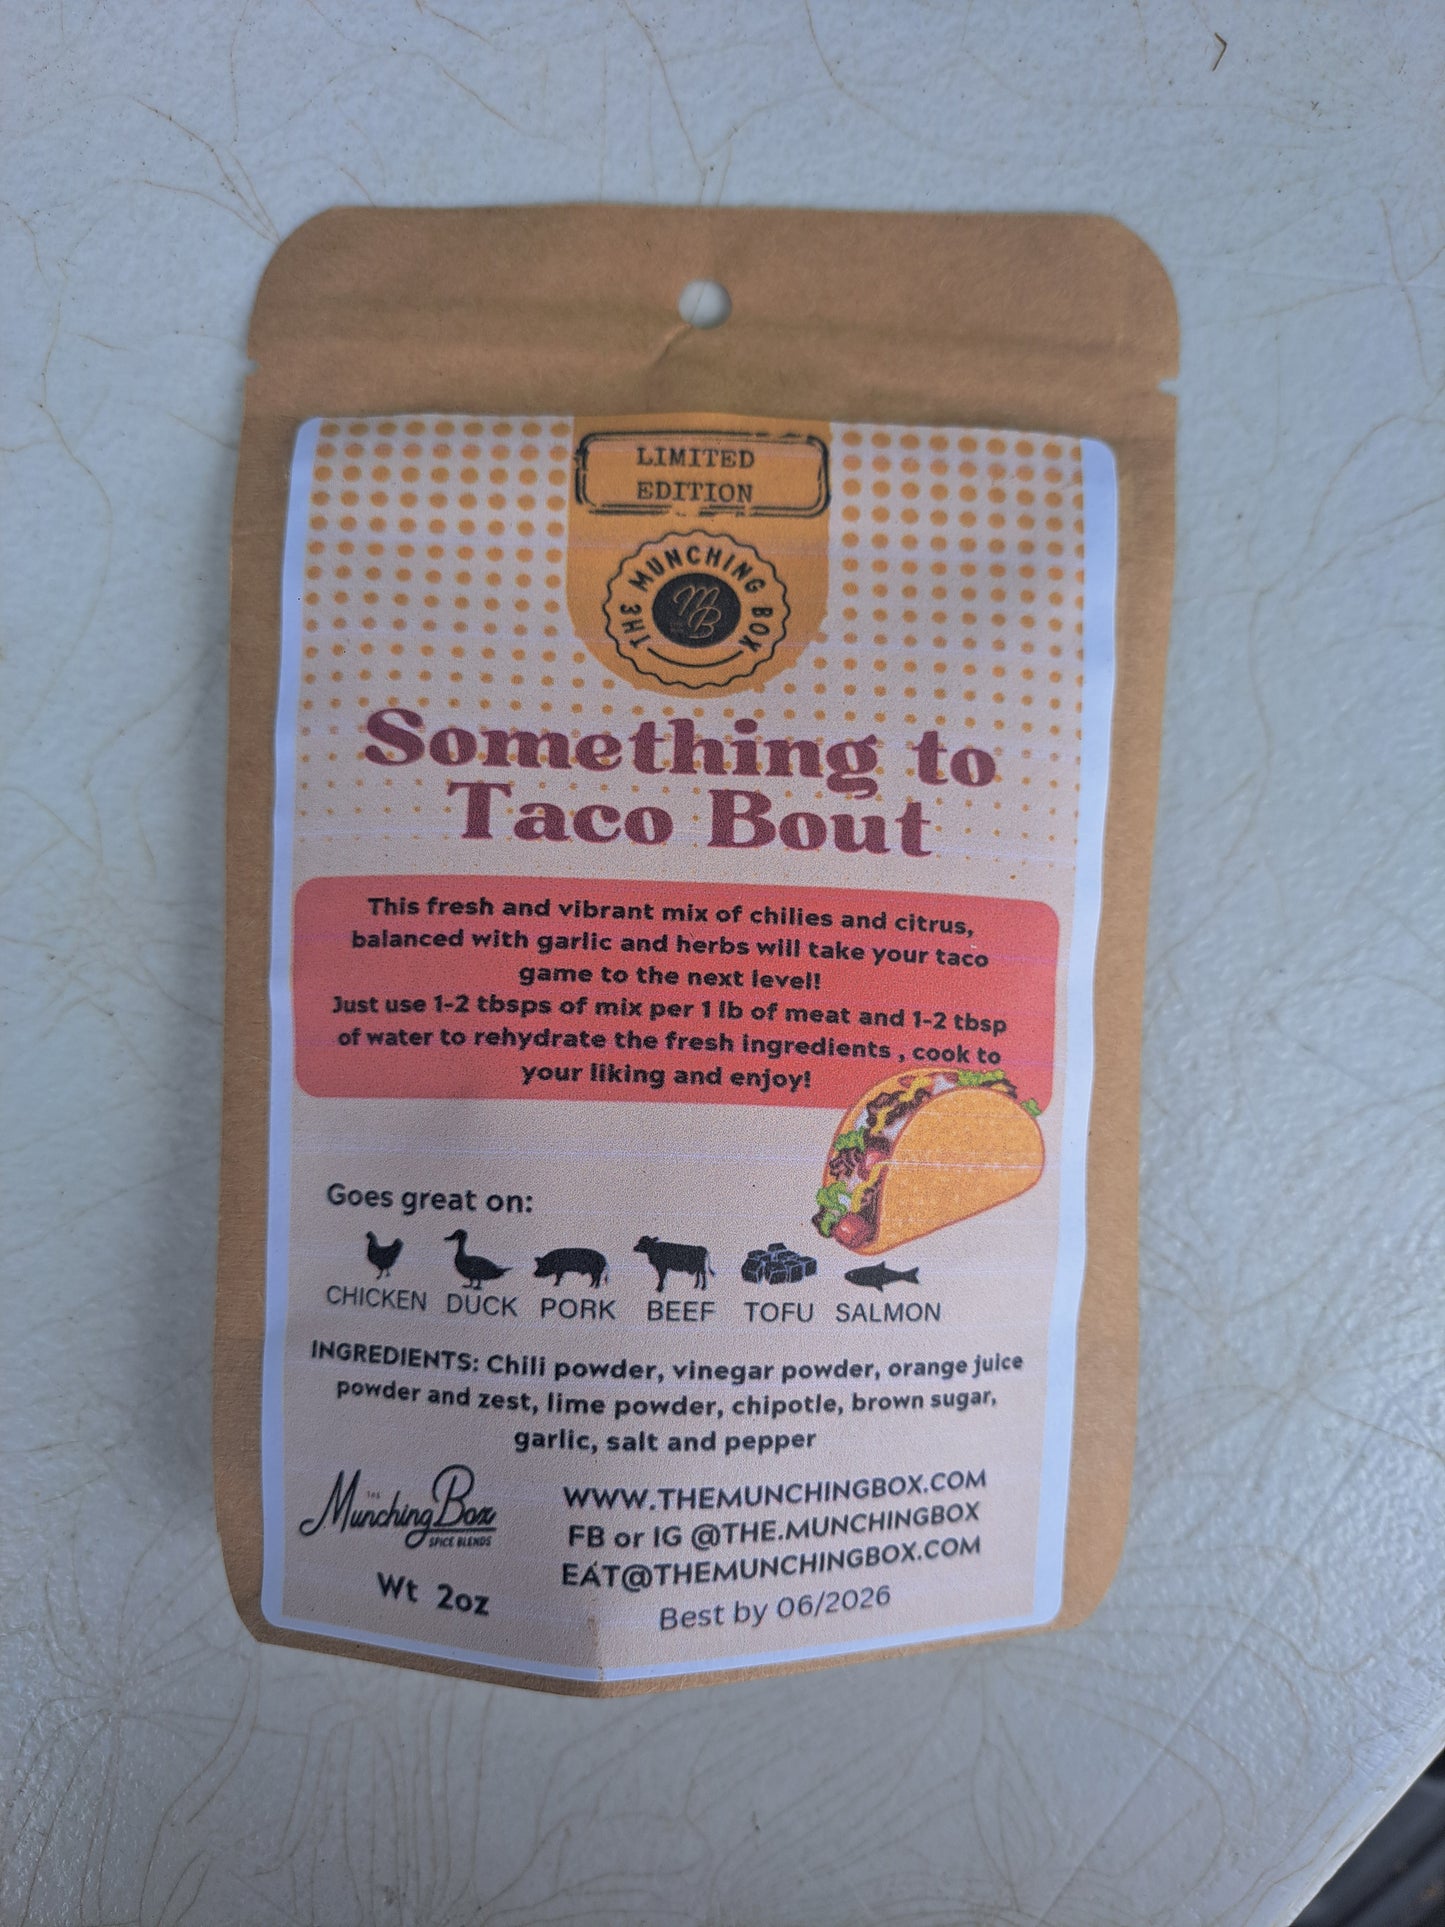 LIMITED
EDITION
THE MUNCHING BOX
MB
Something to
Taco Bout
This fresh and vibrant mix of chilies and citrus,
balanced with garlic and herbs will take your taco
game to the next level!
Just use 1-2 tbsps of mix per 1 lb of meat and 1-2 tbsp
of water to rehydrate the fresh ingredients , cook to
your liking and enjoy!
Goes great on:
CHICKEN DUCK PORK BEEF TOFU SALMON
INGREDIENTS: Chili powder, vinegar powder, orange juice
powder and zest, lime powder, chipotle, brown sugar,
garlic, salt and pepper
THE
MunchingBox
SPICE BLENDS
Wt 2oz
WWW.THEMUNCHINGBOX.COM
FB or IG @THE.MUNCHINGBOX
EAT@THEMUNCHINGBOX.COM
Best by 06/2026